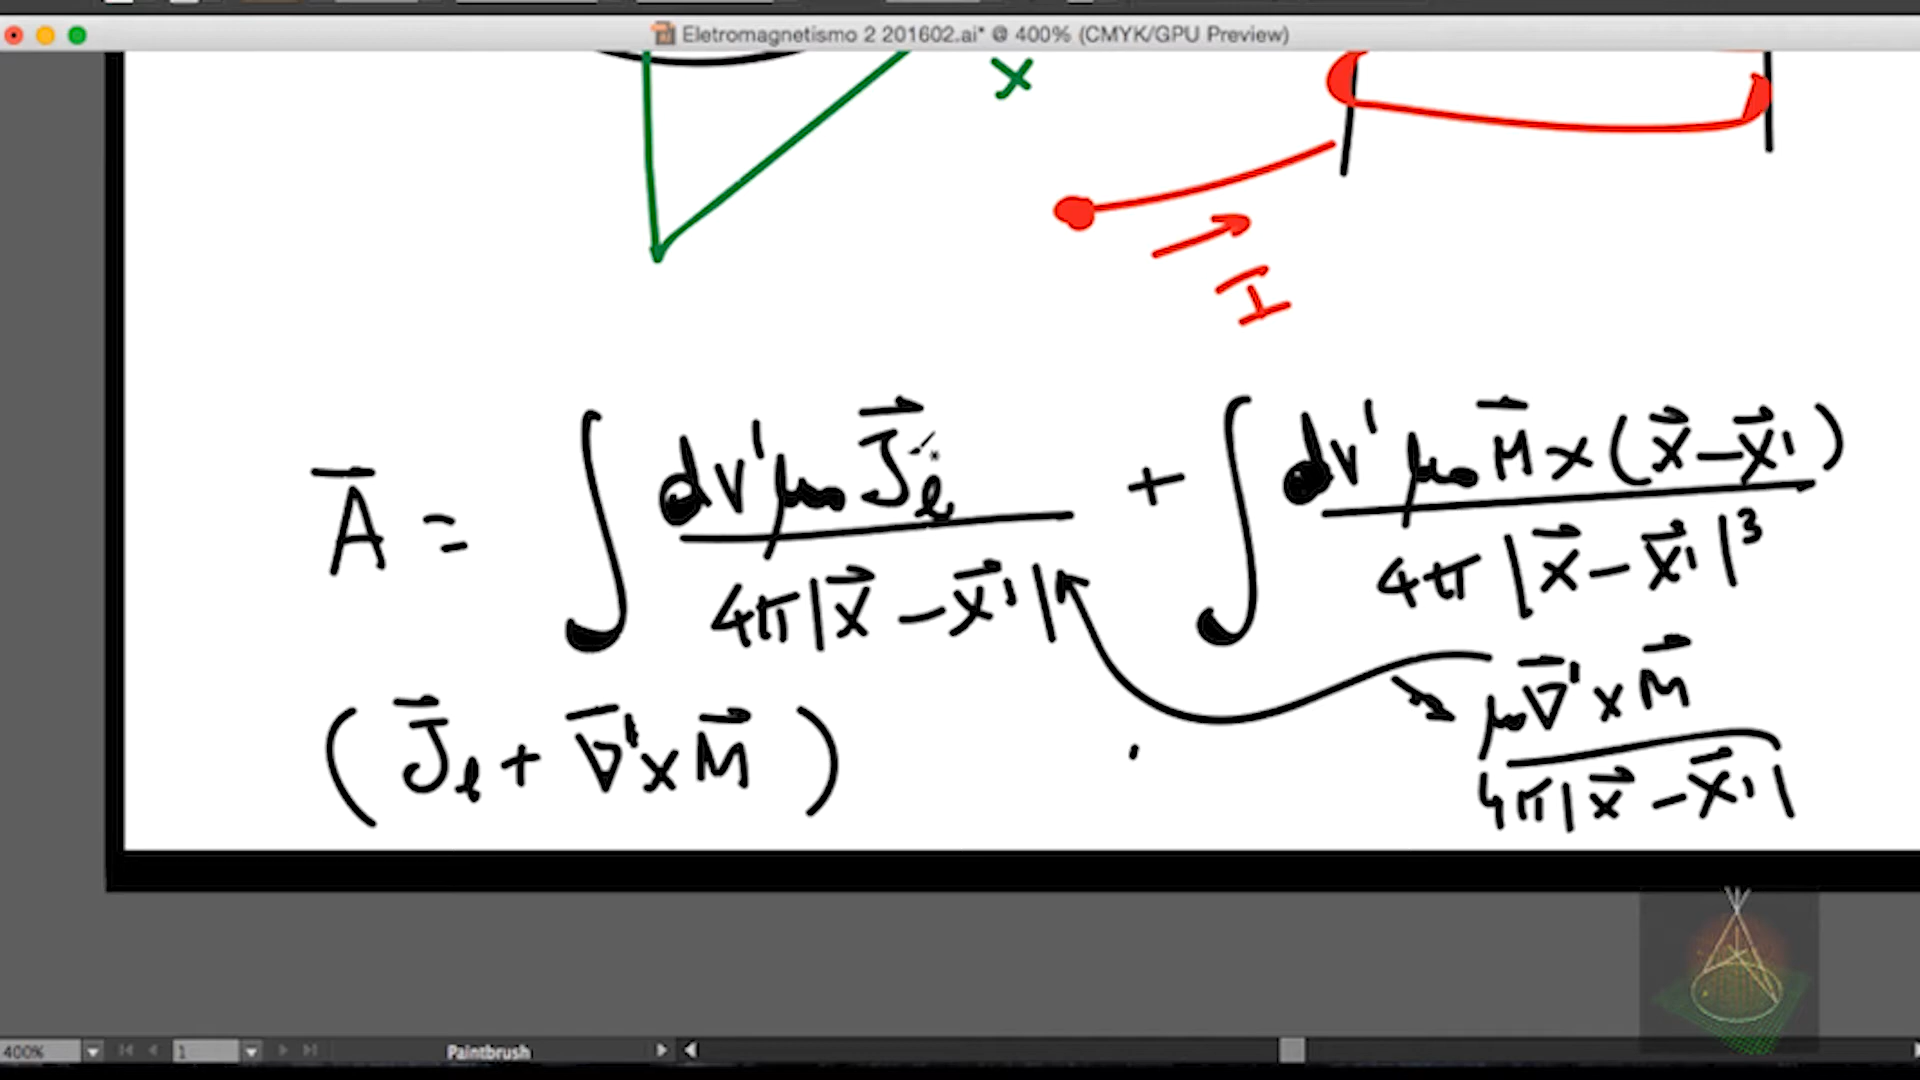 Eletromagnetismo 2 201602.ai* @ 400% (CMYK/GPU Preview)
x
I
A⃗ = ∫ dv' μ₀ J⃗ₗ / 4π|x⃗ − x⃗'| + ∫ dv' μ₀ M⃗ × (x⃗ − x⃗') / 4π|x⃗ − x⃗'|³
μ₀ ∇⃗' × M⃗ / 4π|x⃗ − x⃗'|
(J⃗ₗ + ∇⃗' × M⃗)
400% 1 Paintbrush